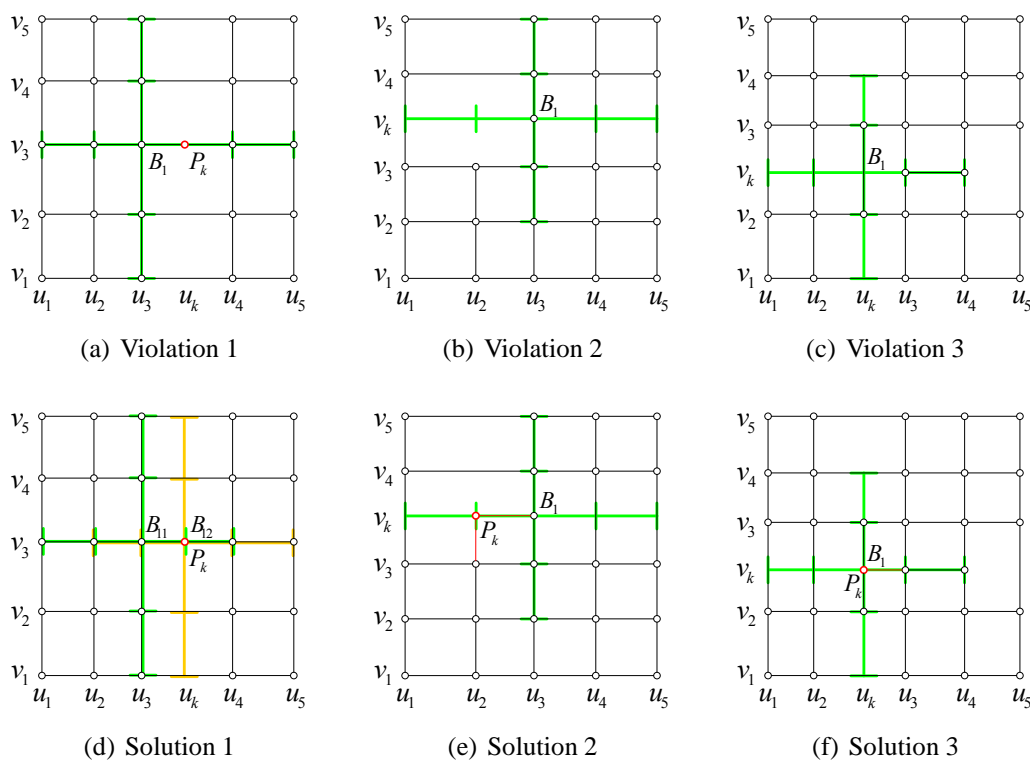 v5 v5 v5
v4 v4 v4
vk B1 v3
v3 B1 Pk v3 vk B1
v2 v2 v2
v1 v1 v1
u1 u2 u3 uk u4 u5 u1 u2 u3 u4 u5 u1 u2 uk u3 u4 u5
(a) Violation 1 (b) Violation 2 (c) Violation 3
v5 v5 v5
v4 v4 v4
v3 B11 B12 Pk vk B1 Pk v3
v3 vk B1 Pk
v2 v2 v2
v1 v1 v1
u1 u2 u3 uk u4 u5 u1 u2 u3 u4 u5 u1 u2 uk u3 u4 u5
(d) Solution 1 (e) Solution 2 (f) Solution 3